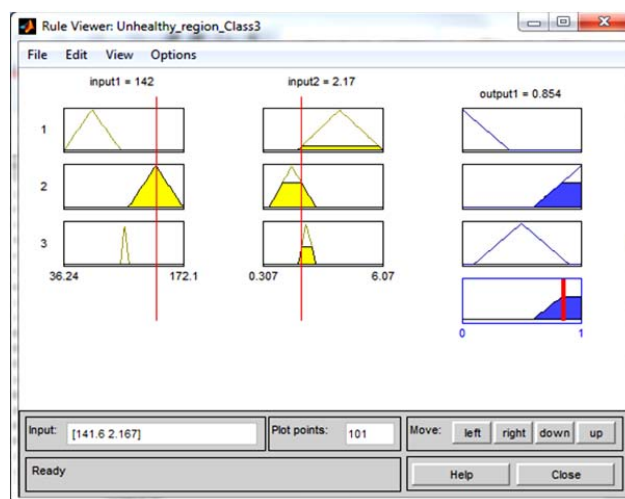 Rule Viewer: Unhealthy_region_Class3
File Edit View Options
input1 = 142 input2 = 2.17 output1 = 0.854
1
2
3
36.24 172.1 0.307 6.07
0 1
Input: [141.6 2.167] Plot points: 101 Move: left right down up
Ready Help Close